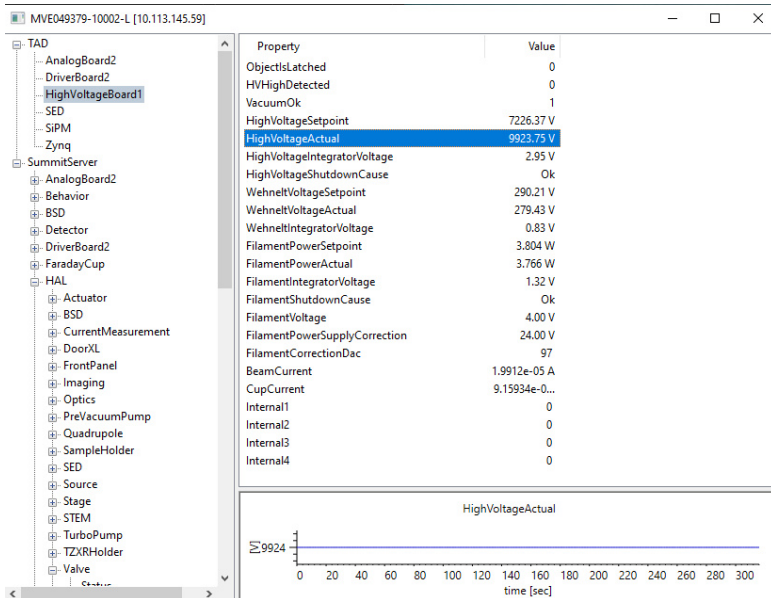 MVE049379-10002-L [10.113.145.59]
TAD
AnalogBoard2
DriverBoard2
HighVoltageBoard1
SED
SiPM
Zynq
SummitServer
AnalogBoard2
Behavior
BSD
Detector
DriverBoard2
FaradayCup
HAL
Actuator
BSD
CurrentMeasurement
DoorXL
FrontPanel
Imaging
Optics
PreVacuumPump
Quadrupole
SampleHolder
SED
Source
Stage
STEM
TurboPump
TZXRHolder
Valve
Status
Property Value
ObjectIsLatched 0
HVHighDetected 0
VacuumOk 1
HighVoltageSetpoint 7226.37 V
HighVoltageActual 9923.75 V
HighVoltageIntegratorVoltage 2.95 V
HighVoltageShutdownCause Ok
WehneltVoltageSetpoint 290.21 V
WehneltVoltageActual 279.43 V
WehneltIntegratorVoltage 0.83 V
FilamentPowerSetpoint 3.804 W
FilamentPowerActual 3.766 W
FilamentIntegratorVoltage 1.32 V
FilamentShutdownCause Ok
FilamentVoltage 4.00 V
FilamentPowerSupplyCorrection 24.00 V
FilamentCorrectionDac 97
BeamCurrent 1.9912e-05 A
CupCurrent 9.15934e-0...
Internal1 0
Internal2 0
Internal3 0
Internal4 0
HighVoltageActual
[V]
9924
0 20 40 60 80 100 120 140 160 180 200 220 240 260 280 300
time [sec]